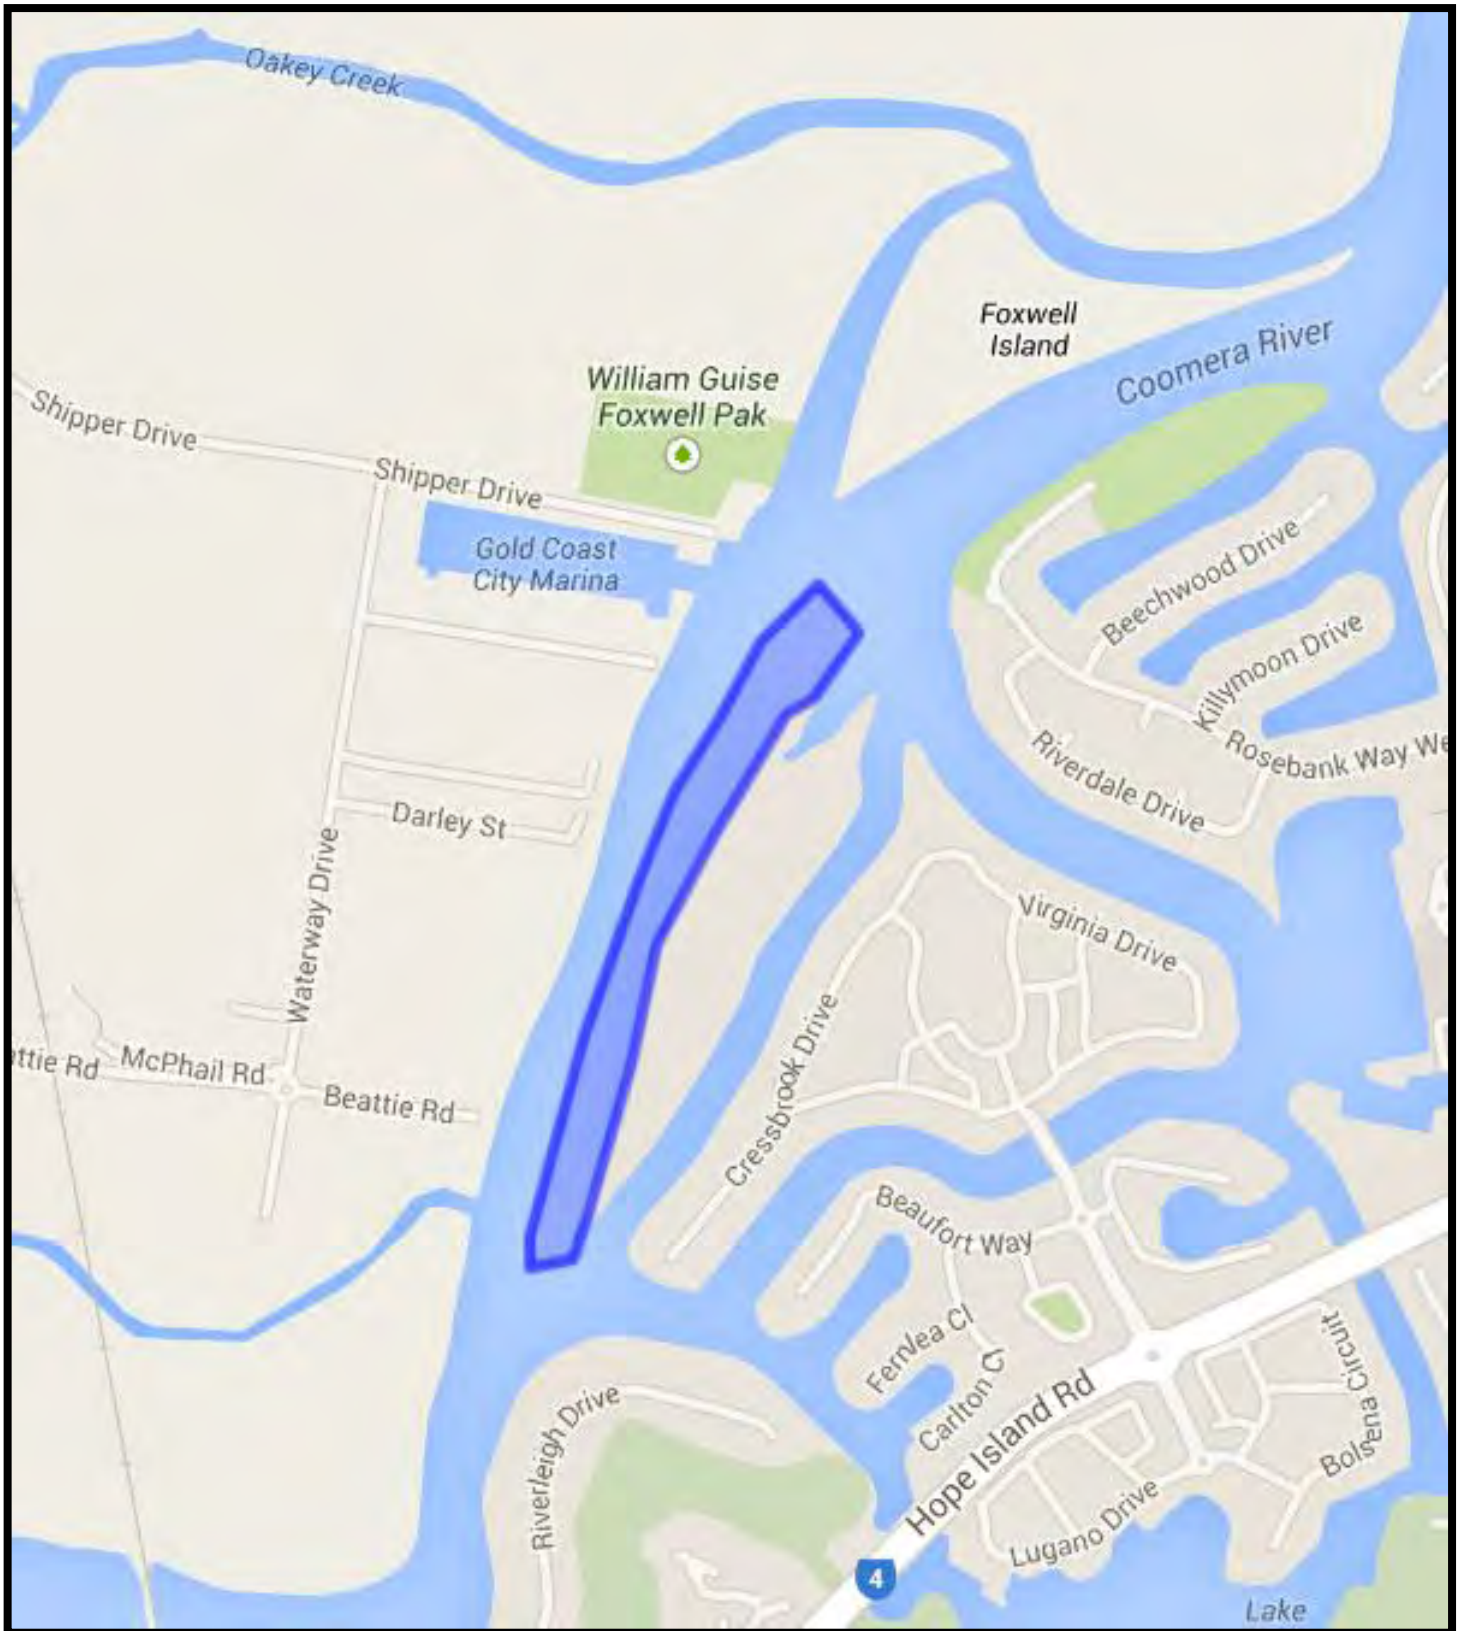 Oakey Creek
Foxwell
Island
Coomera River
William Guise
Foxwell Pak
Shipper Drive
Shipper Drive
Gold Coast
City Marina
Beechwood Drive
Killymoon Drive
Rosebank Way We
Riverdale Drive
Darley St
Waterway Drive
Virginia Drive
Cressbrook Drive
attie Rd
McPhail Rd
Beattie Rd
Beaufort Way
Fernlea Cl
Carlton Cl
Hope Island Rd
Bolsena Circuit
Riverleigh Drive
Lugano Drive
4
Lake